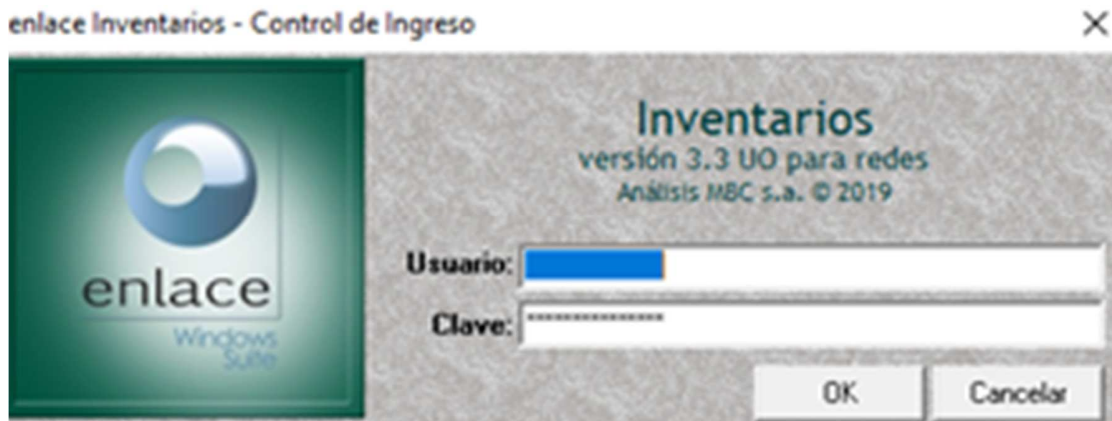 enlace Inventarios - Control de Ingreso
enlace
Windows
Suite
Inventarios
versión 3.3 UO para redes
Análisis MBC s.a. © 2019
Usuario:
Clave: ---------------
OK
Cancelar